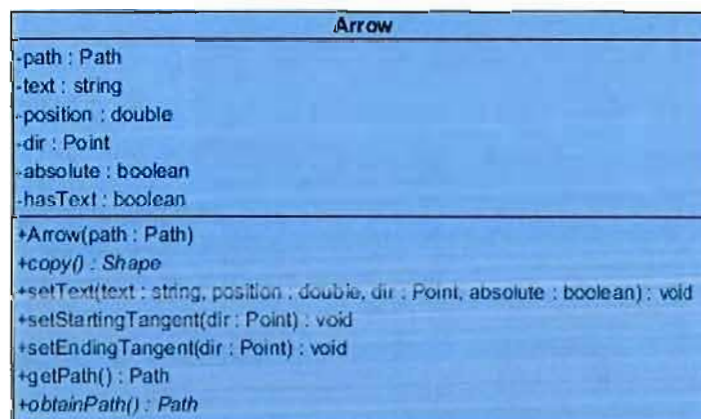 Arrow
-path : Path
-text : string
-position : double
-dir : Point
-absolute : boolean
-hasText : boolean
+Arrow(path : Path)
+copy() : Shape
+setText(text : string, position : double, dir : Point, absolute : boolean) : void
+setStartingTangent(dir : Point) : void
+setEndingTangent(dir : Point) : void
+getPath() : Path
+obtainPath() : Path